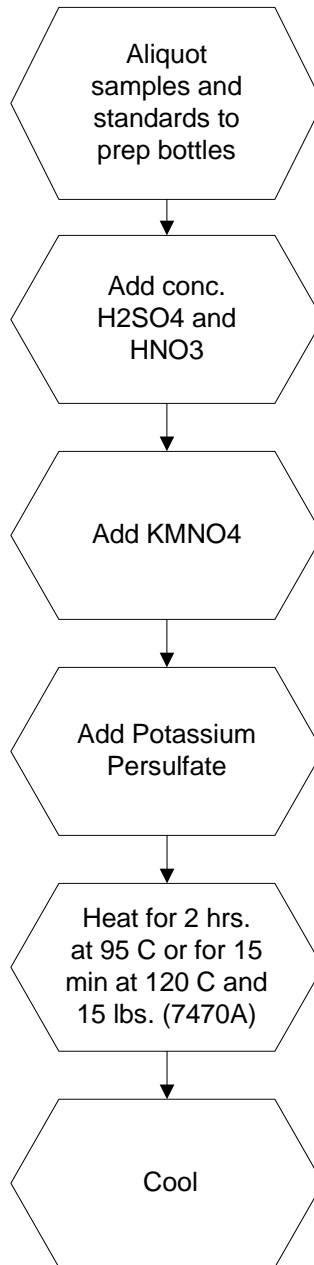 Aliquot
samples and
standards to
prep bottles
Add conc.
H2SO4 and
HNO3
Add KMNO4
Add Potassium
Persulfate
Heat for 2 hrs.
at 95 C or for 15
min at 120 C and
15 lbs. (7470A)
Cool